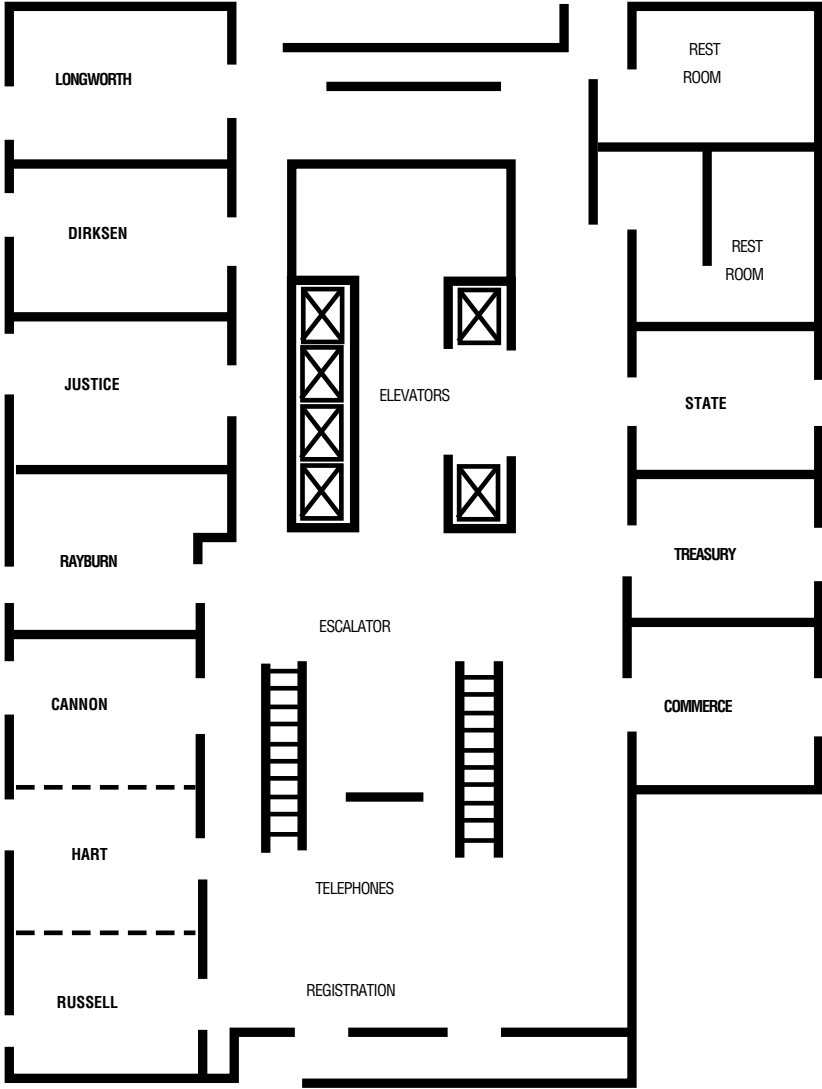 LONGWORTH
REST
ROOM
DIRKSEN
REST
ROOM
JUSTICE
ELEVATORS
STATE
RAYBURN
TREASURY
ESCALATOR
CANNON
COMMERCE
HART
TELEPHONES
REGISTRATION
RUSSELL